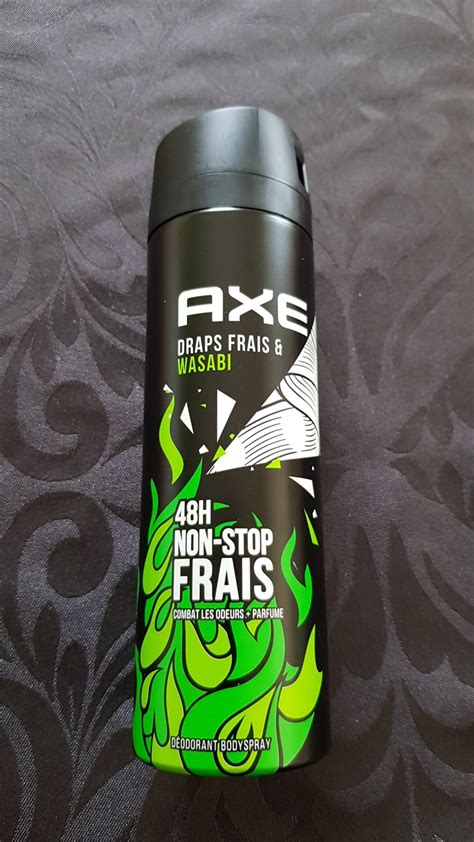 AXE
DRAPS FRAIS &
WASABI
48H
NON-STOP
FRAIS
COMBAT LES ODEURS + PARFUME
DEODORANT BODYSPRAY